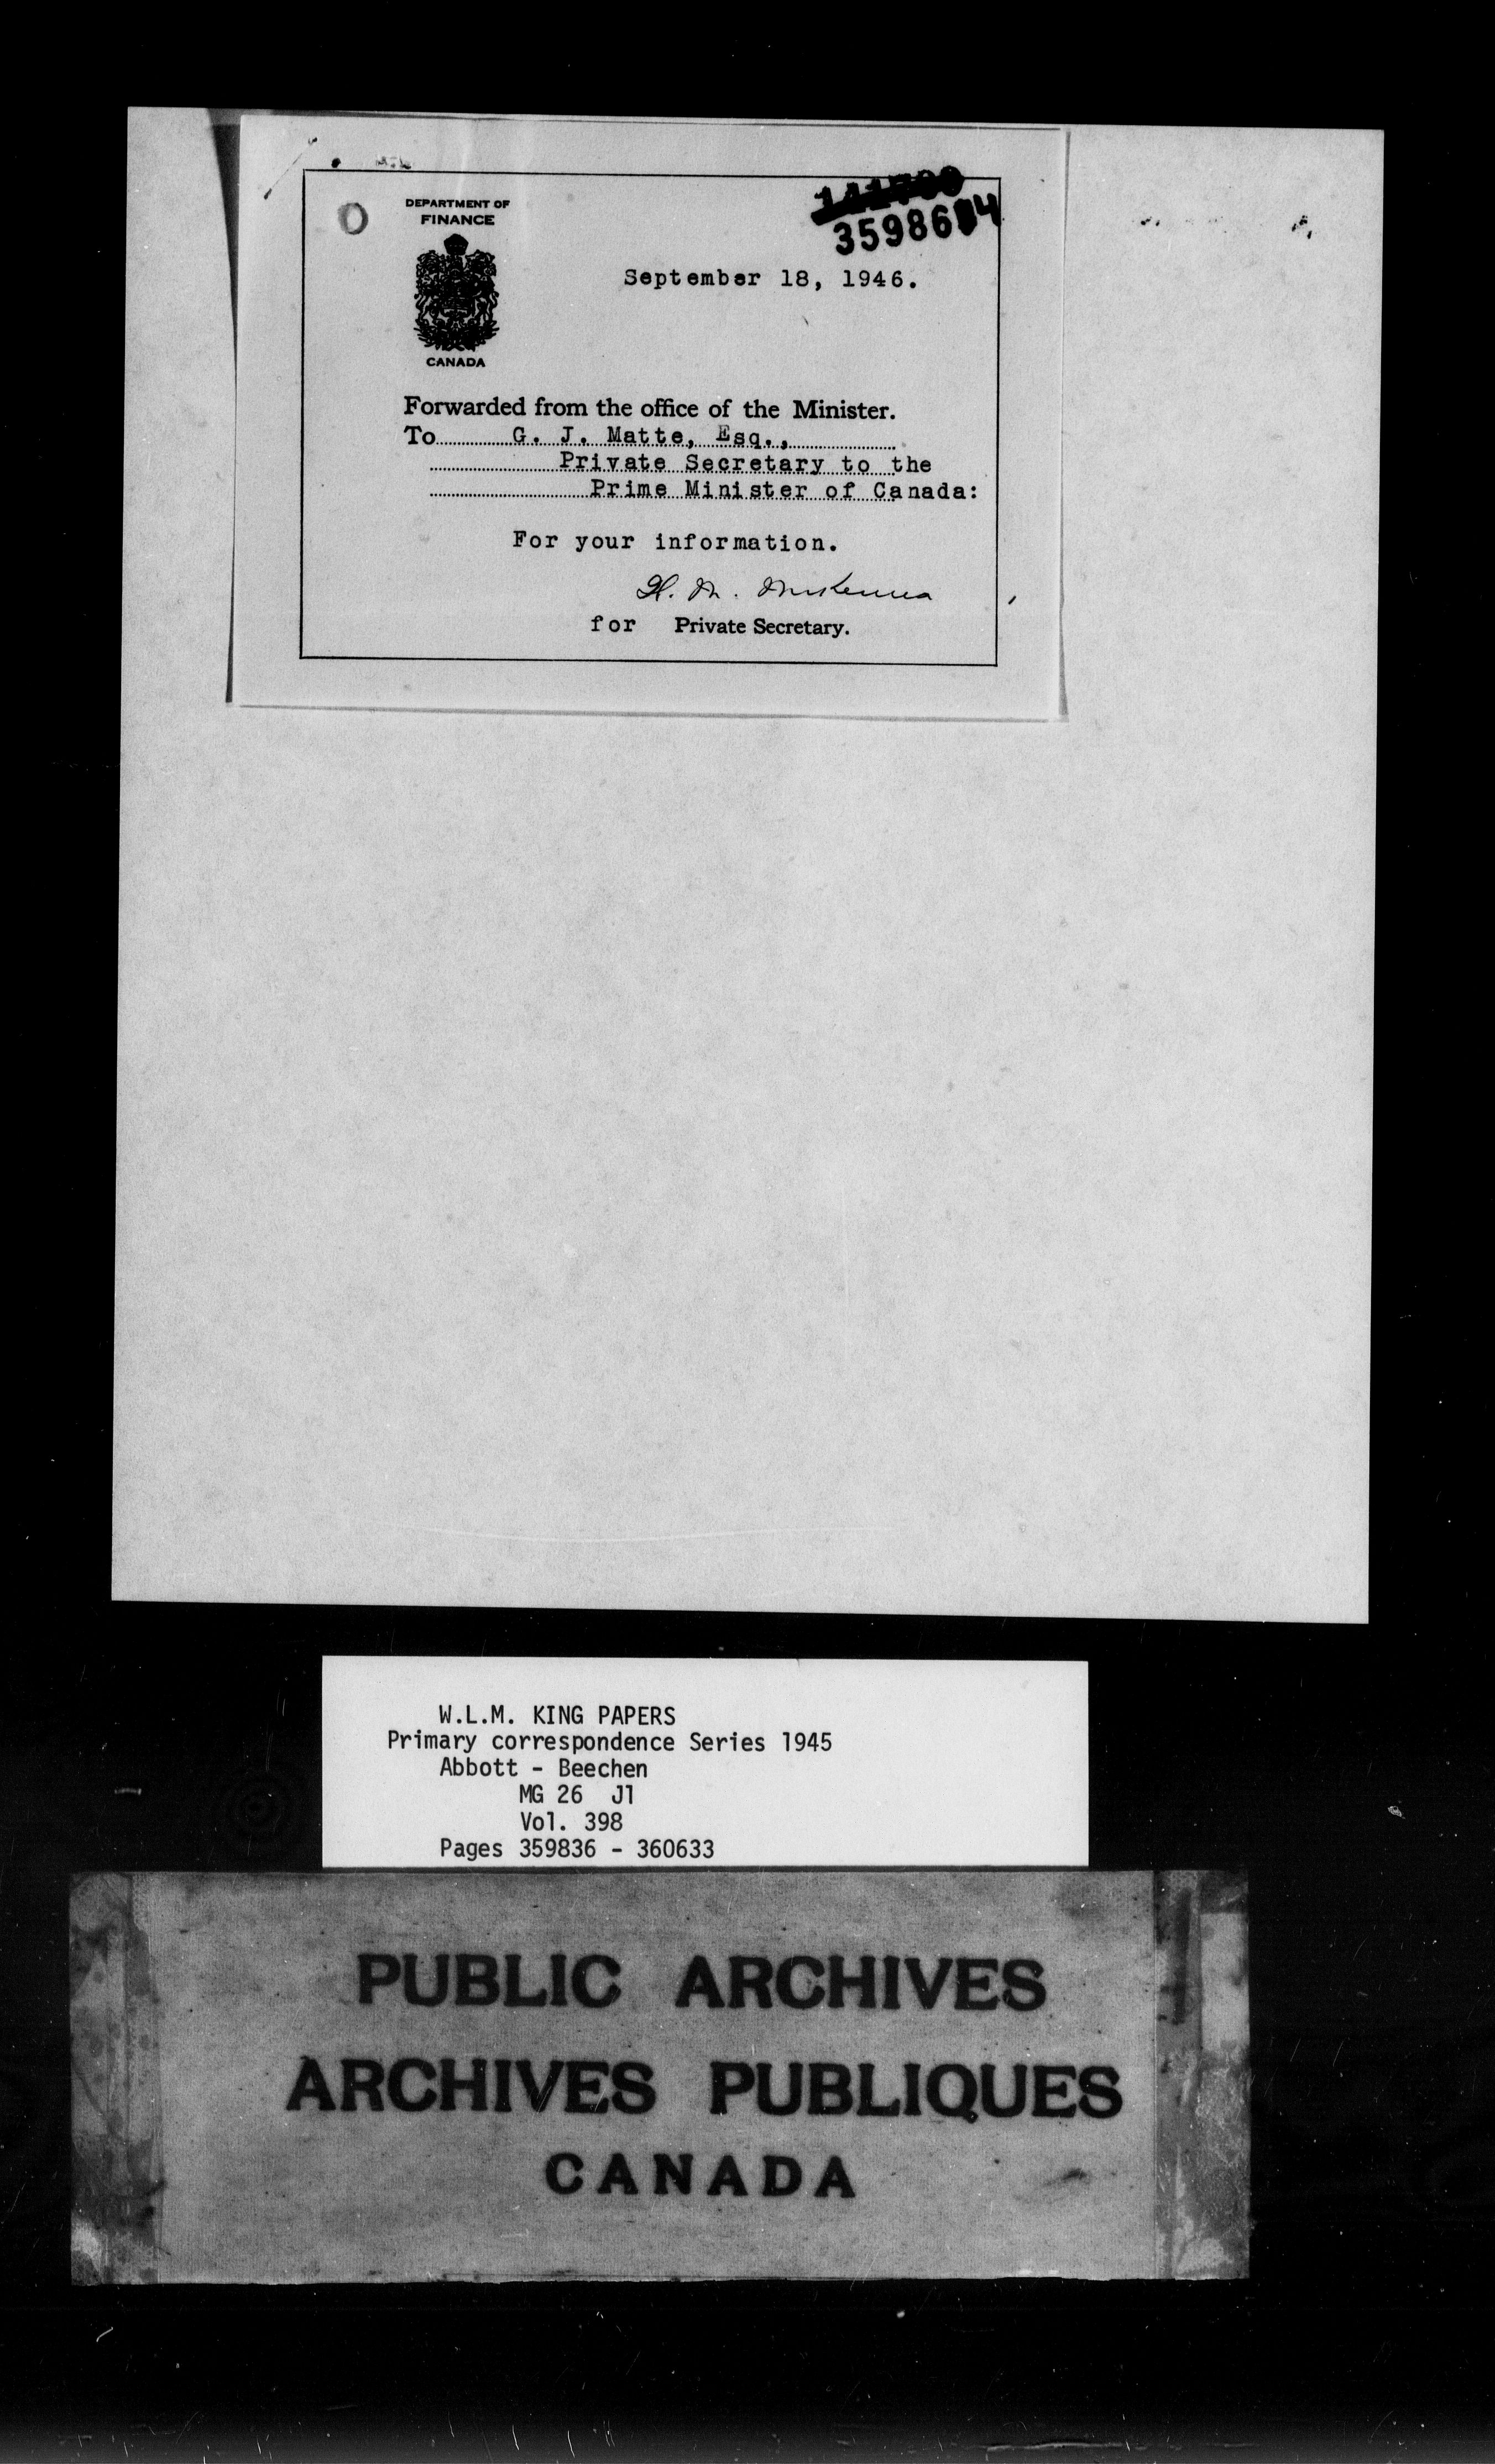 DEPARTMENT OF
FINANCE
CANADA
September 18, 1946.
Forwarded from the office of the Minister.
To G. J. Matte, Esq.,
Private Secretary to the
Prime Minister of Canada:
For your information.
H. M. McKenna
for Private Secretary.
W.L.M. KING PAPERS
Primary correspondence Series 1945
Abbott - Beechen
MG 26 J1
Vol. 398
Pages 359836 - 360633
PUBLIC ARCHIVES
ARCHIVES PUBLIQUES
CANADA